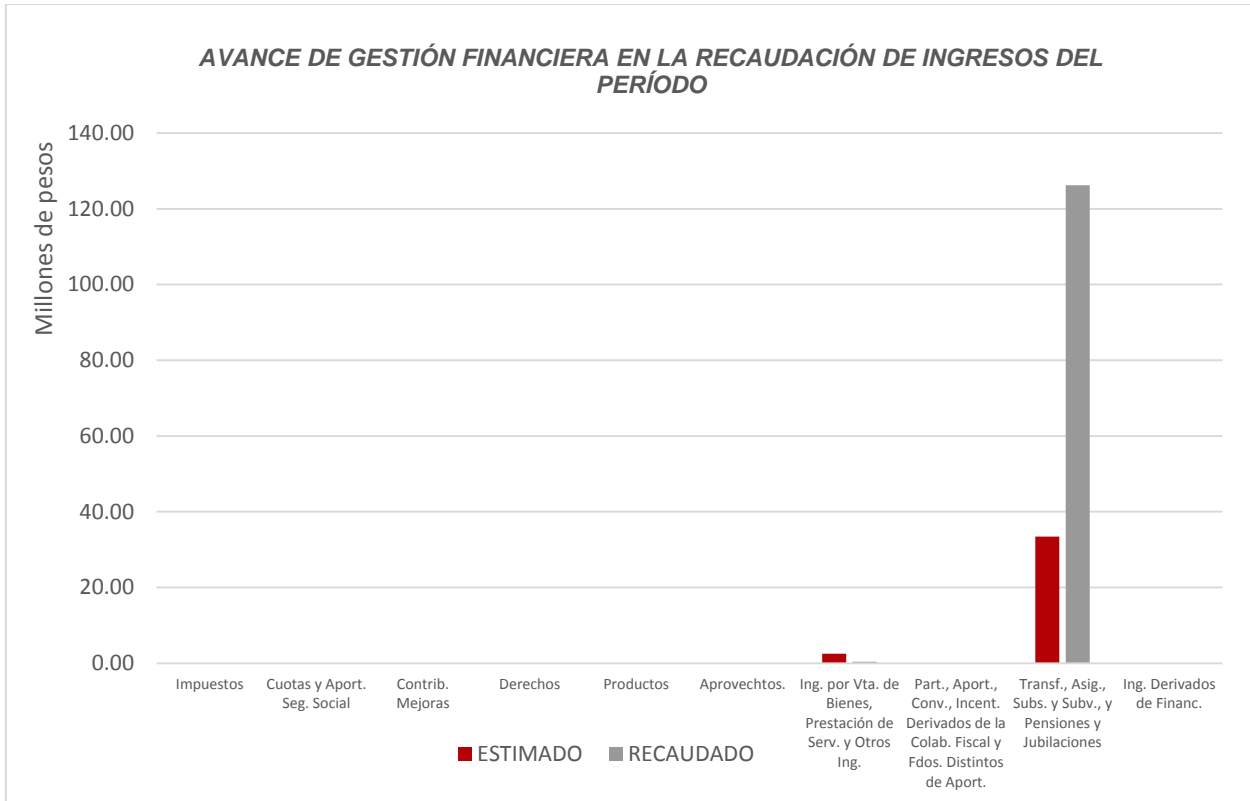 AVANCE DE GESTIÓN FINANCIERA EN LA RECAUDACIÓN DE INGRESOS DEL
PERÍODO
Millones de pesos
140.00
120.00
100.00
80.00
60.00
40.00
20.00
0.00
Impuestos
Cuotas y Aport.
Seg. Social
Contrib.
Mejoras
Derechos
Productos
Aprovechtos.
Ing. por Vta. de
Bienes,
Prestación de
Serv. y Otros
Ing.
Part., Aport.,
Conv., Incent.
Derivados de la
Colab. Fiscal y
Fdos. Distintos
de Aport.
Transf., Asig.,
Subs. y Subv., y
Pensiones y
Jubilaciones
Ing. Derivados
de Financ.
ESTIMADO
RECAUDADO